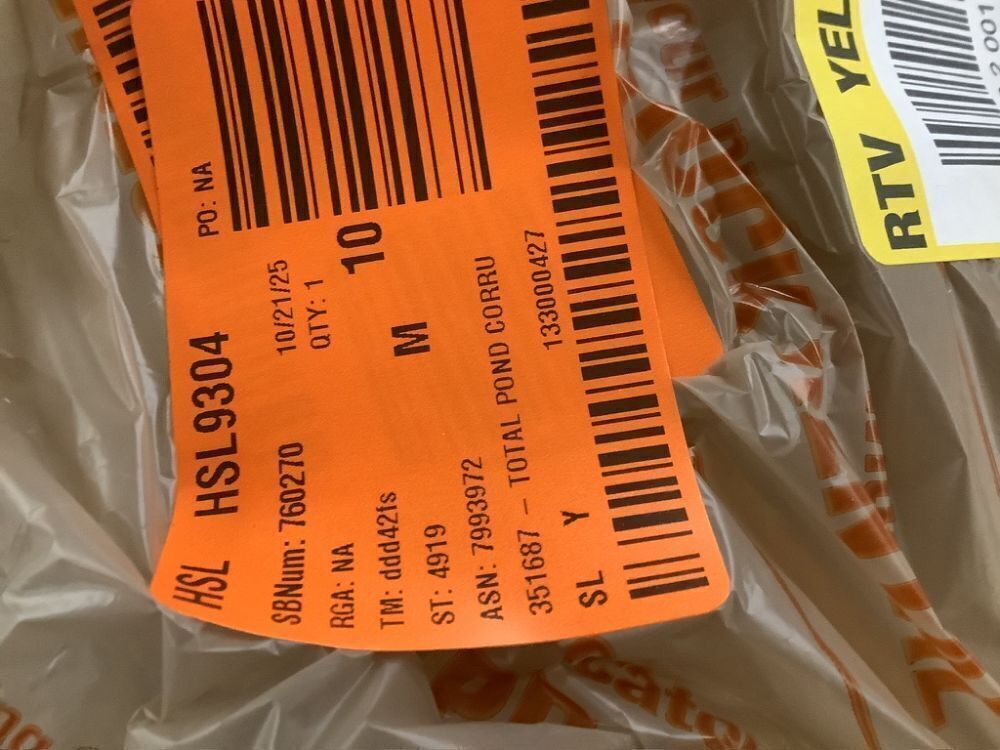 HSL HSL9304 PO: NA
SBNum: 760270 10/21/25
RGA: NA QTY: 1
TM: ddd42fs M 10
ST: 4919
ASN: 7993972
351687 – TOTAL POND CORRU
SL Y 133000427
RTV YEL